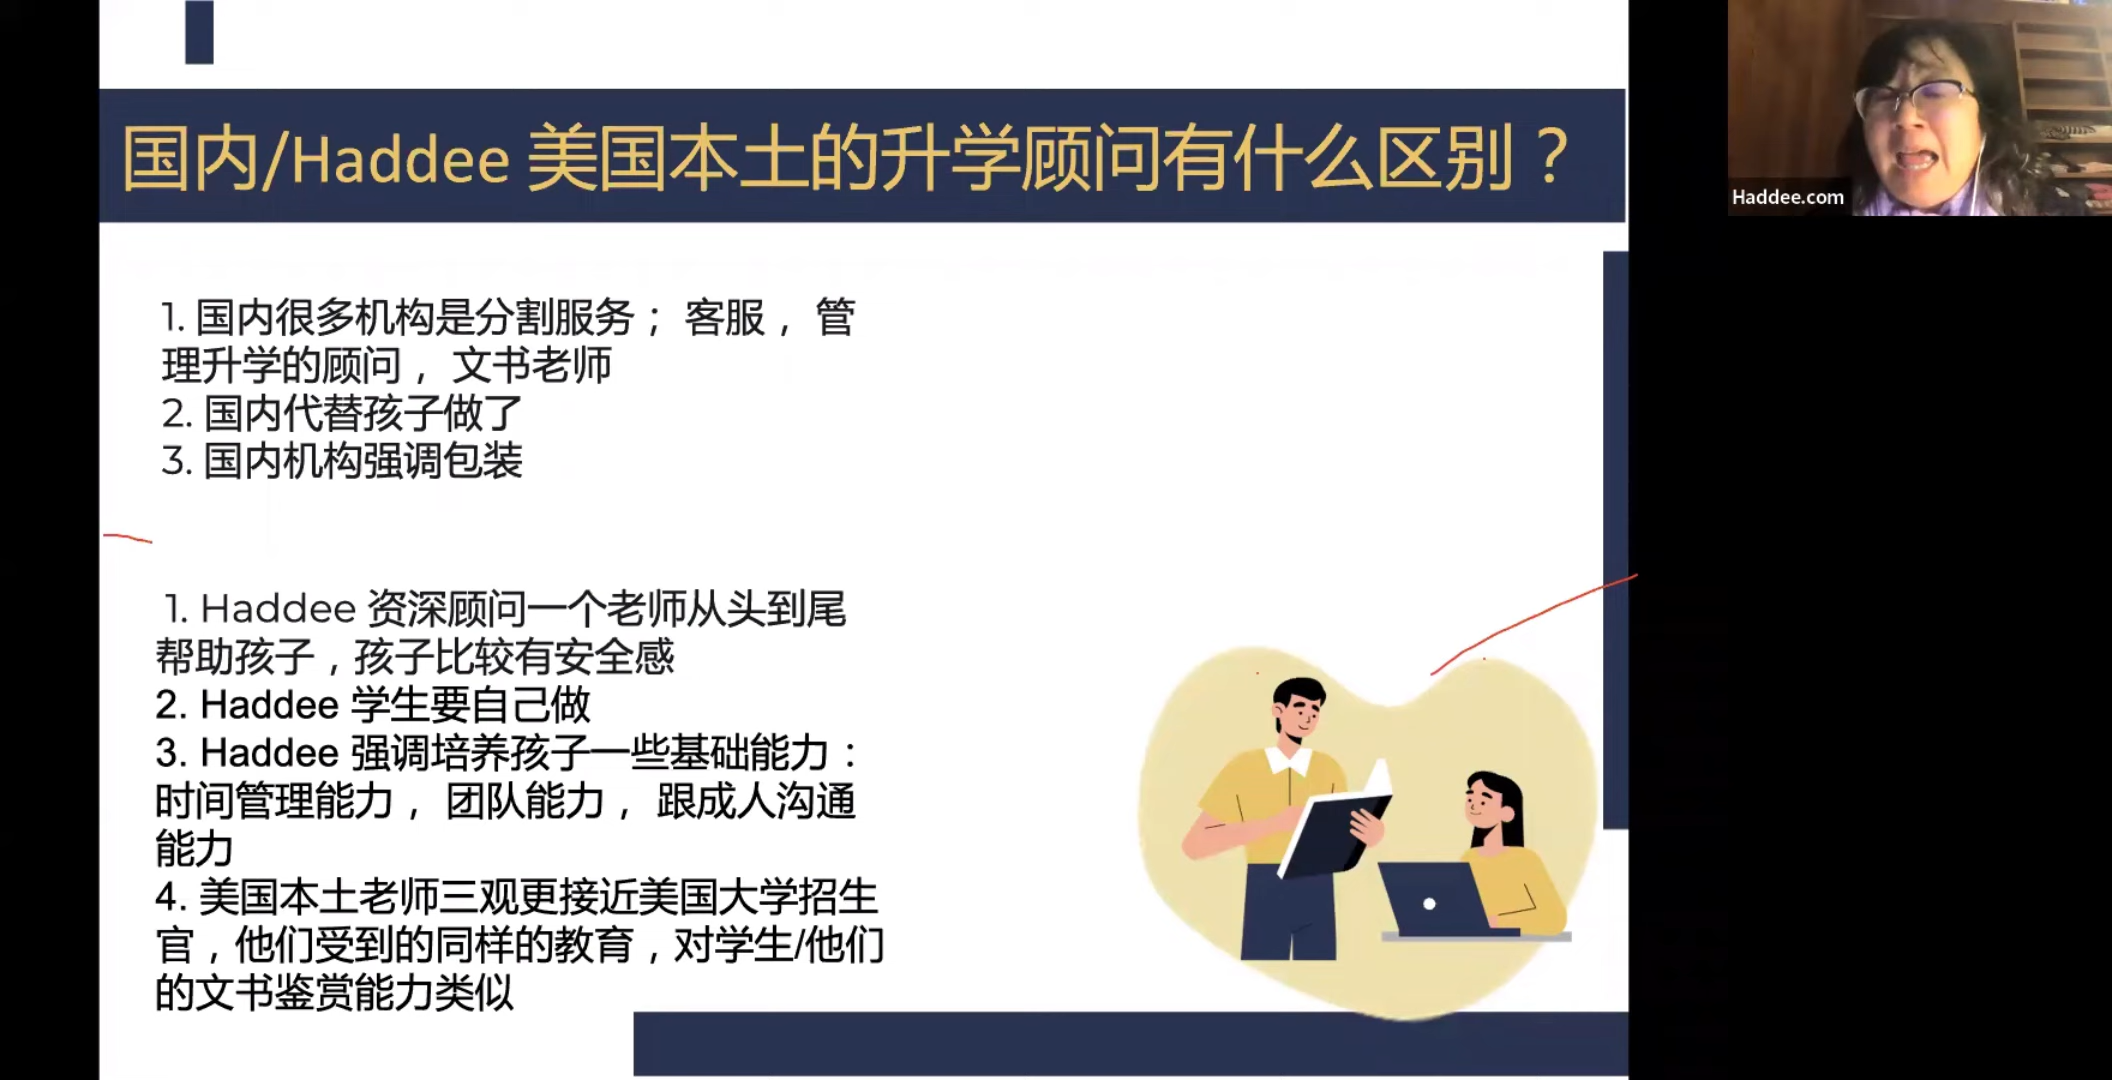 国内/Haddee 美国本土的升学顾问有什么区别？
Haddee.com
1. 国内很多机构是分割服务； 客服， 管
理升学的顾问， 文书老师
2. 国内代替孩子做了
3. 国内机构强调包装
1. Haddee 资深顾问一个老师从头到尾
帮助孩子，孩子比较有安全感
2. Haddee 学生要自己做
3. Haddee 强调培养孩子一些基础能力：
时间管理能力， 团队能力， 跟成人沟通
能力
4. 美国本土老师三观更接近美国大学招生
官，他们受到的同样的教育，对学生/他们
的文书鉴赏能力类似